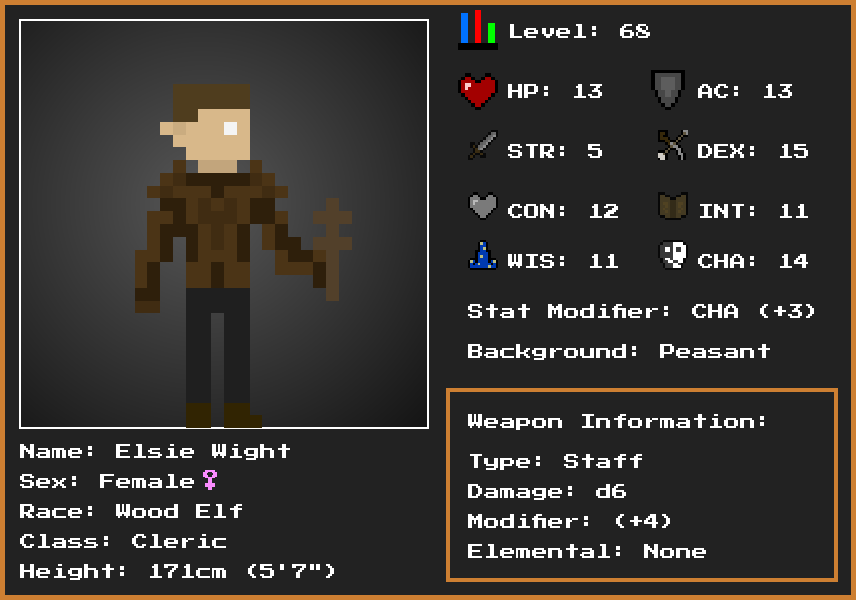 Level: 68
HP: 13
AC: 13
STR: 5
DEX: 15
CON: 12
INT: 11
WIS: 11
CHA: 14
Stat Modifier: CHA (+3)
Background: Peasant
Weapon Information:
Type: Staff
Damage: d6
Modifier: (+4)
Elemental: None
Name: Elsie Wight
Sex: Female♀
Race: Wood Elf
Class: Cleric
Height: 171cm (5'7")